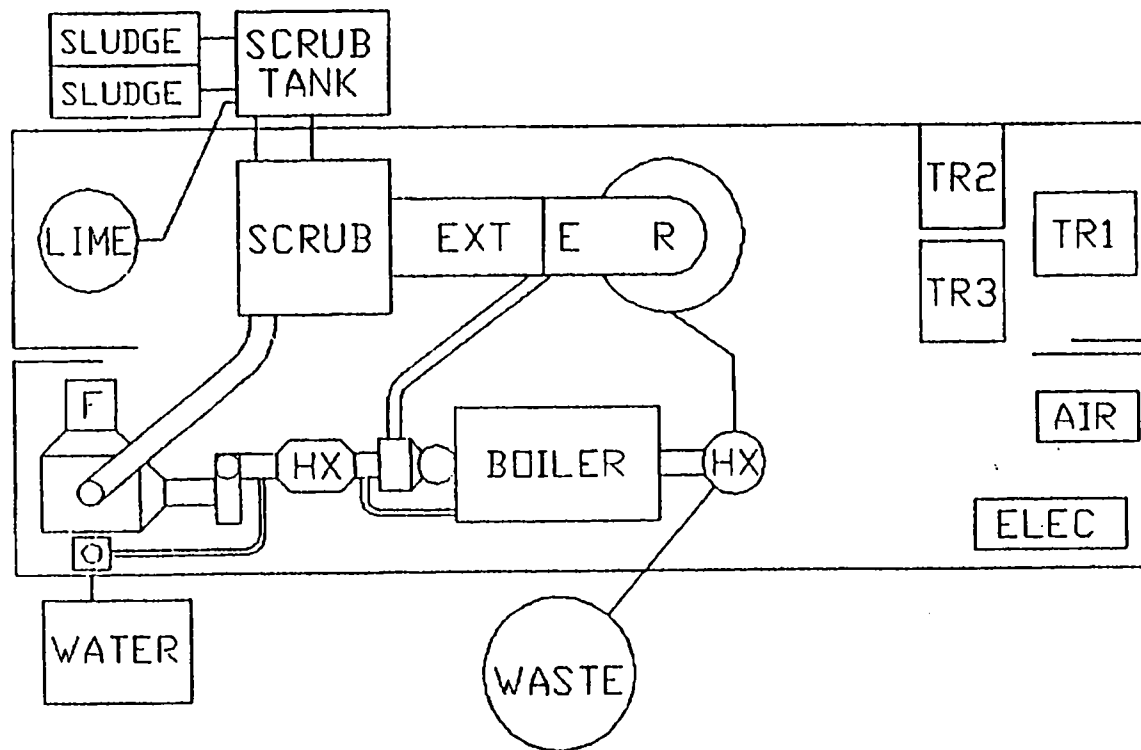 SLUDGE
SLUDGE
SCRUB
TANK
LIME
SCRUB
EXT
E
R
TR2
TR3
TR1
F
HX
BOILER
HX
AIR
ELEC
WATER
WASTE